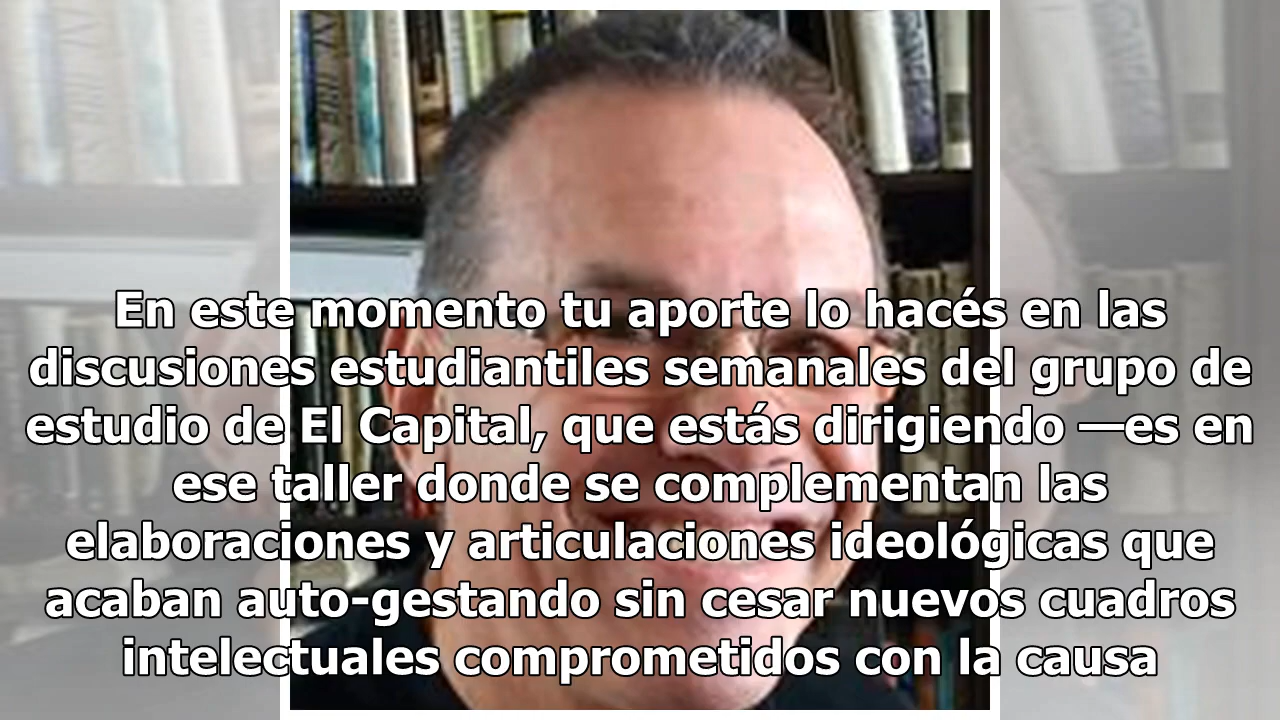 En este momento tu aporte lo hacés en las
discusiones estudiantiles semanales del grupo de
estudio de El Capital, que estás dirigiendo —es en
ese taller donde se complementan las
elaboraciones y articulaciones ideológicas que
acaban auto-gestando sin cesar nuevos cuadros
intelectuales comprometidos con la causa